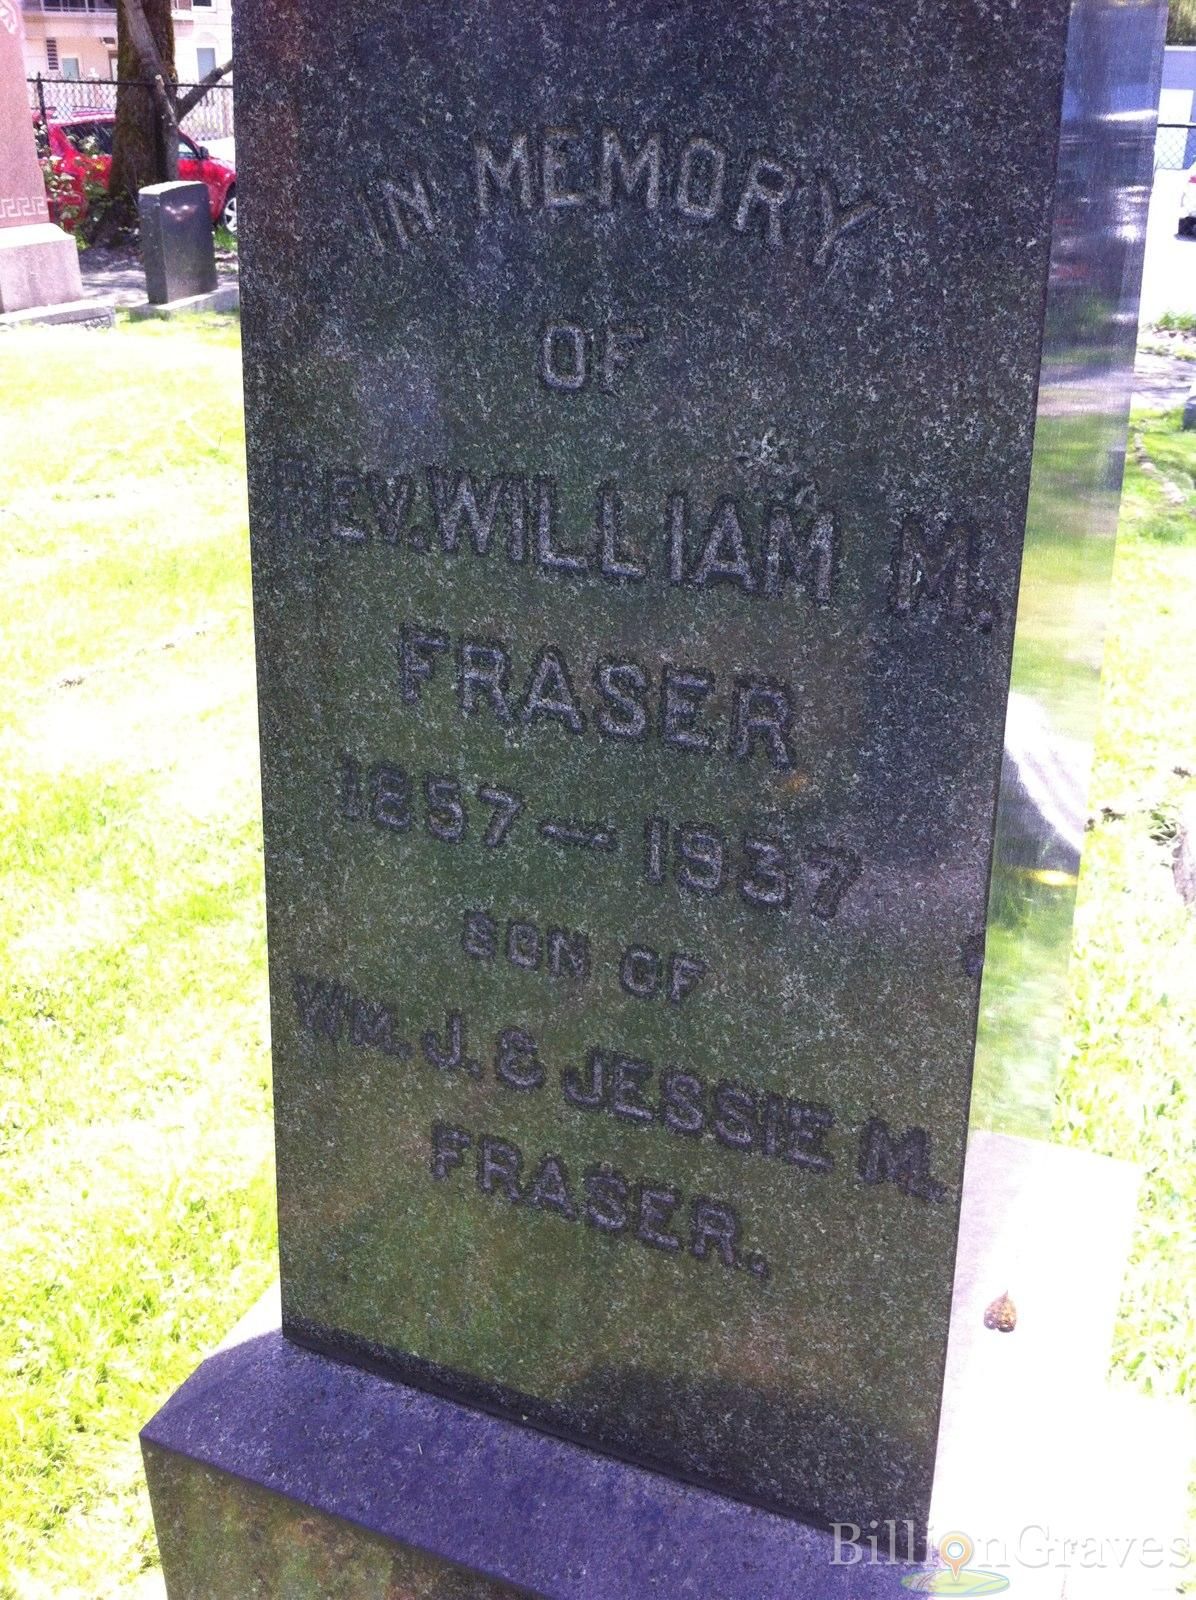 IN MEMORY
OF
REV. WILLIAM M.
FRASER
1857 — 1937
SON OF
WM. J. & JESSIE M.
FRASER.,
BillionGraves